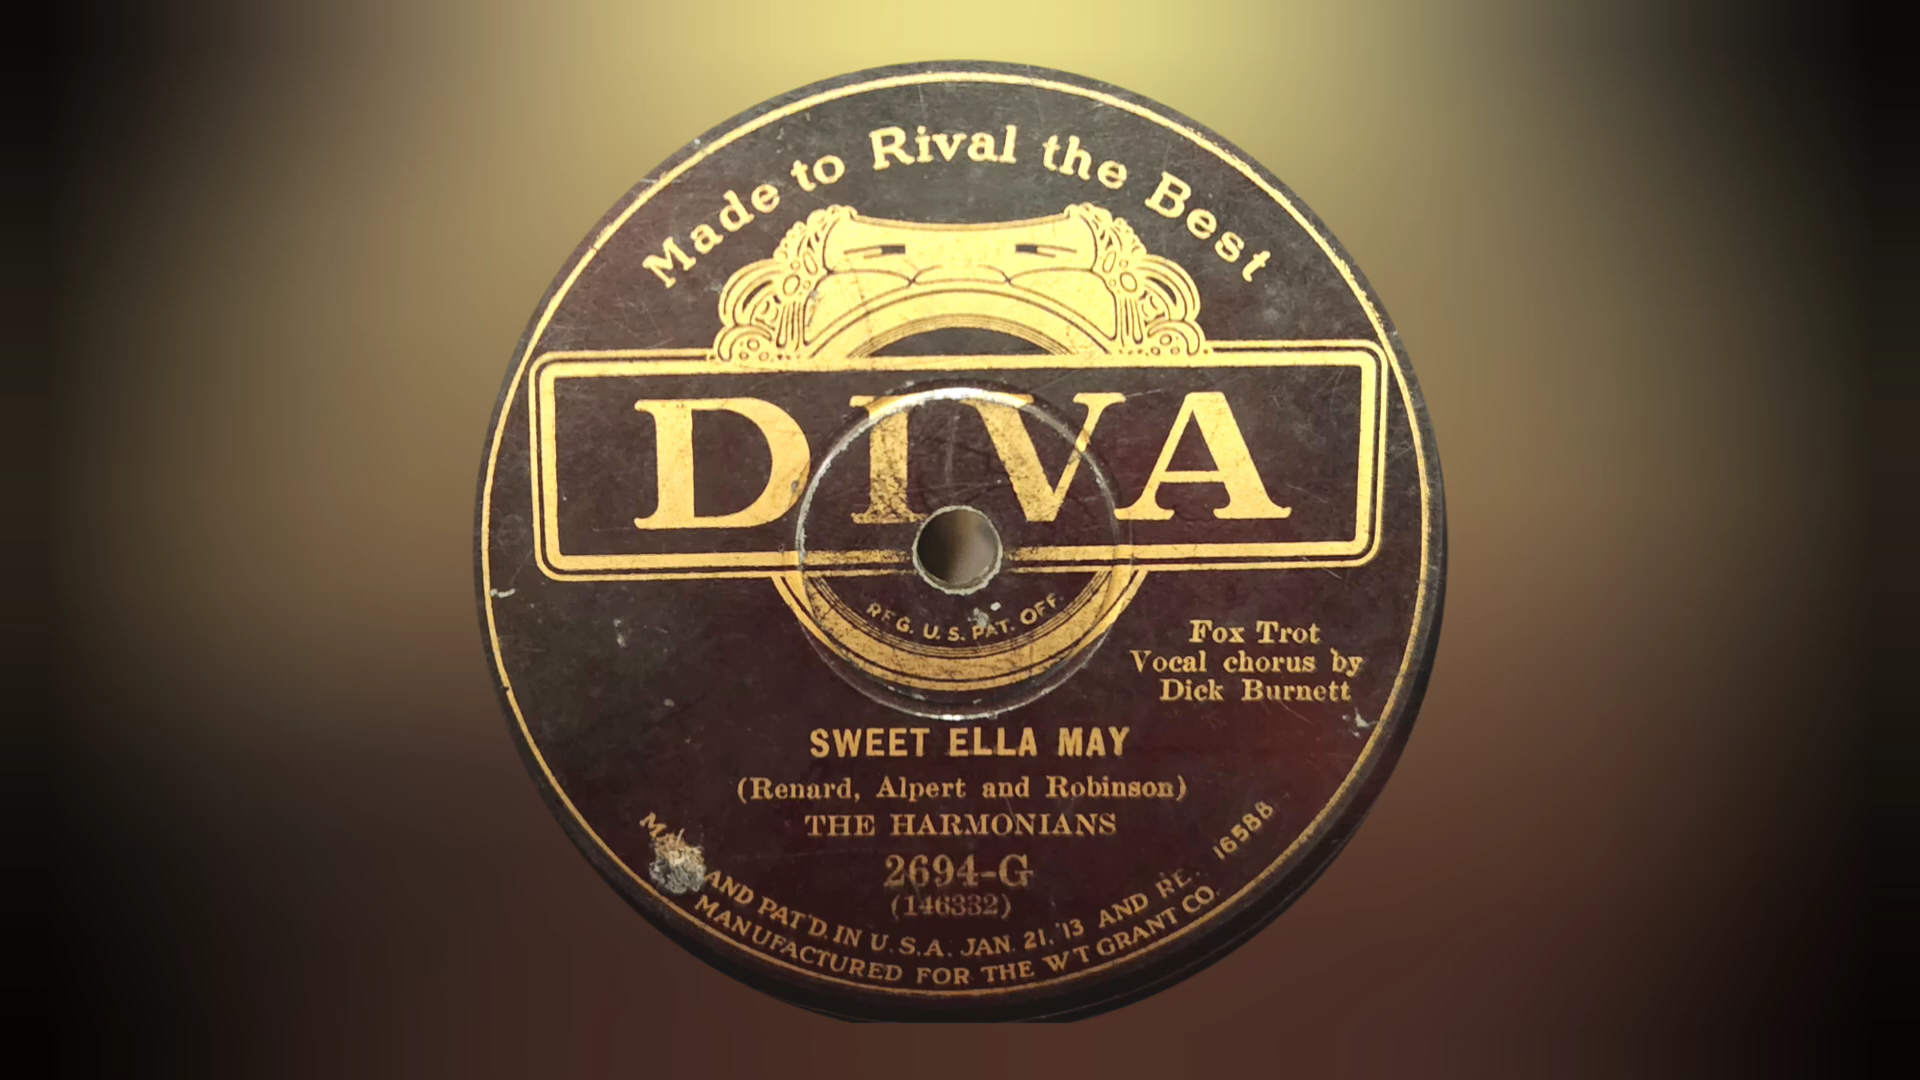 Made to Rival the Best
DIVA
REG. U.S. PAT. OFF.
Fox Trot
Vocal chorus by
Dick Burnett
SWEET ELLA MAY
(Renard, Alpert and Robinson)
THE HARMONIANS
2694-G
(146332)
AND PAT'D. IN U.S.A. JAN. 21, '13 AND RE. 16588
MANUFACTURED FOR THE W T GRANT CO.